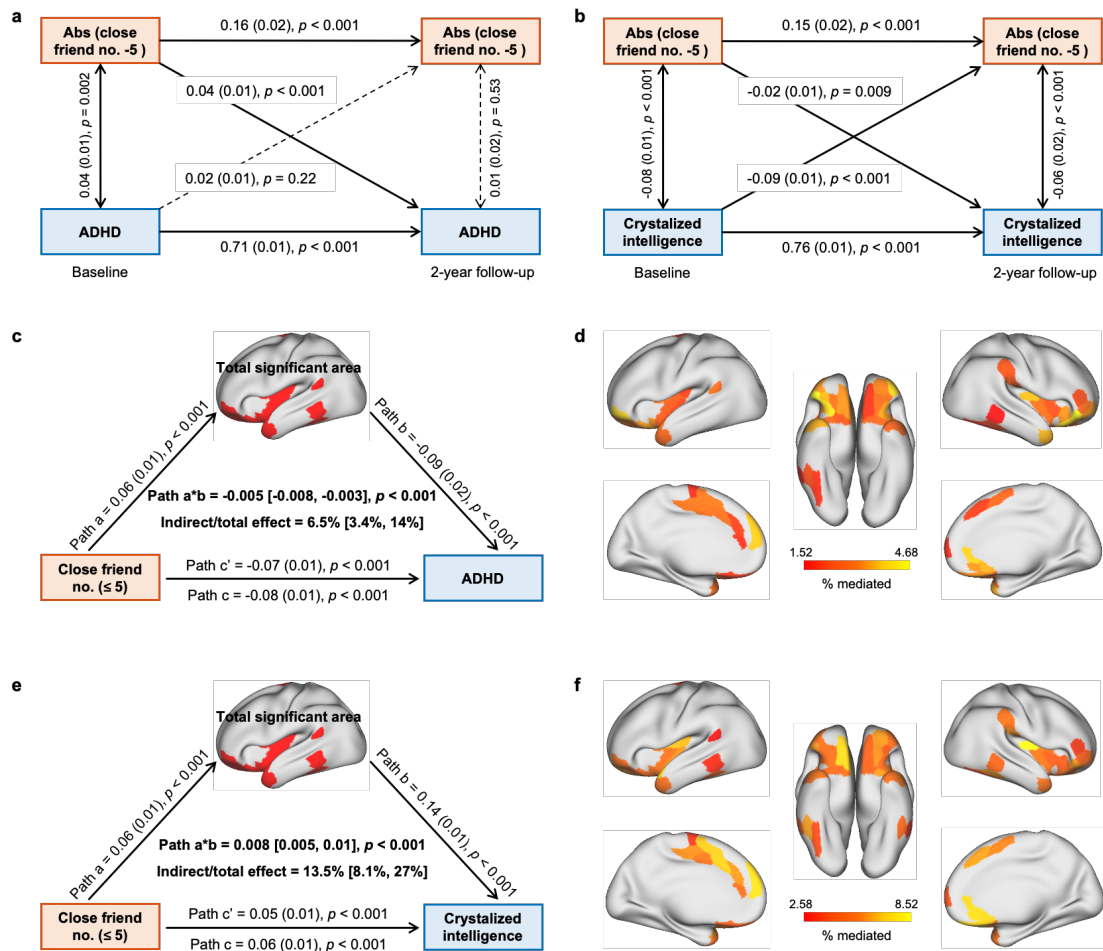 a
Abs (close
friend no. -5 )
0.16 (0.02), p < 0.001
Abs (close
friend no. -5 )
0.04 (0.01), p = 0.002
0.04 (0.01), p < 0.001
0.02 (0.01), p = 0.22
0.01 (0.02), p = 0.53
ADHD
0.71 (0.01), p < 0.001
ADHD
Baseline
2-year follow-up
b
Abs (close
friend no. -5 )
0.15 (0.02), p < 0.001
Abs (close
friend no. -5 )
-0.08 (0.01), p < 0.001
-0.02 (0.01), p = 0.009
-0.09 (0.01), p < 0.001
-0.06 (0.02), p < 0.001
Crystalized
intelligence
0.76 (0.01), p < 0.001
Crystalized
intelligence
Baseline
2-year follow-up
c
Total significant area
Path a = 0.06 (0.01), p < 0.001
Path b = -0.09 (0.02), p < 0.001
Path a*b = -0.005 [-0.008, -0.003], p < 0.001
Indirect/total effect = 6.5% [3.4%, 14%]
Close friend
no. (≤ 5)
Path c' = -0.07 (0.01), p < 0.001
Path c = -0.08 (0.01), p < 0.001
ADHD
d
1.52
4.68
% mediated
e
Total significant area
Path a = 0.06 (0.01), p < 0.001
Path b = 0.14 (0.01), p < 0.001
Path a*b = 0.008 [0.005, 0.01], p < 0.001
Indirect/total effect = 13.5% [8.1%, 27%]
Close friend
no. (≤ 5)
Path c' = 0.05 (0.01), p < 0.001
Path c = 0.06 (0.01), p < 0.001
Crystalized
intelligence
f
2.58
8.52
% mediated